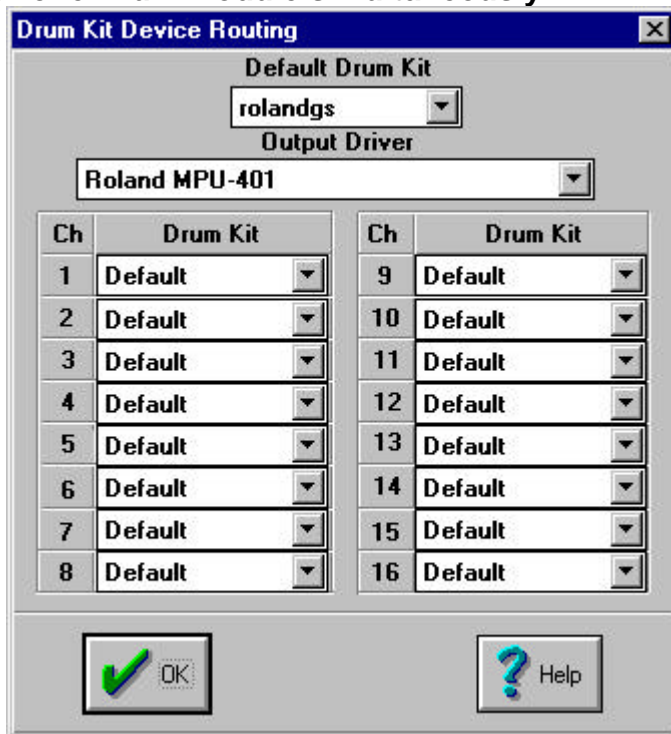 Drum Kit Device Routing
Default Drum Kit
rolandgs
Output Driver
Roland MPU-401
Ch Drum Kit Ch Drum Kit
1 Default 9 Default
2 Default 10 Default
3 Default 11 Default
4 Default 12 Default
5 Default 13 Default
6 Default 14 Default
7 Default 15 Default
8 Default 16 Default
OK Help